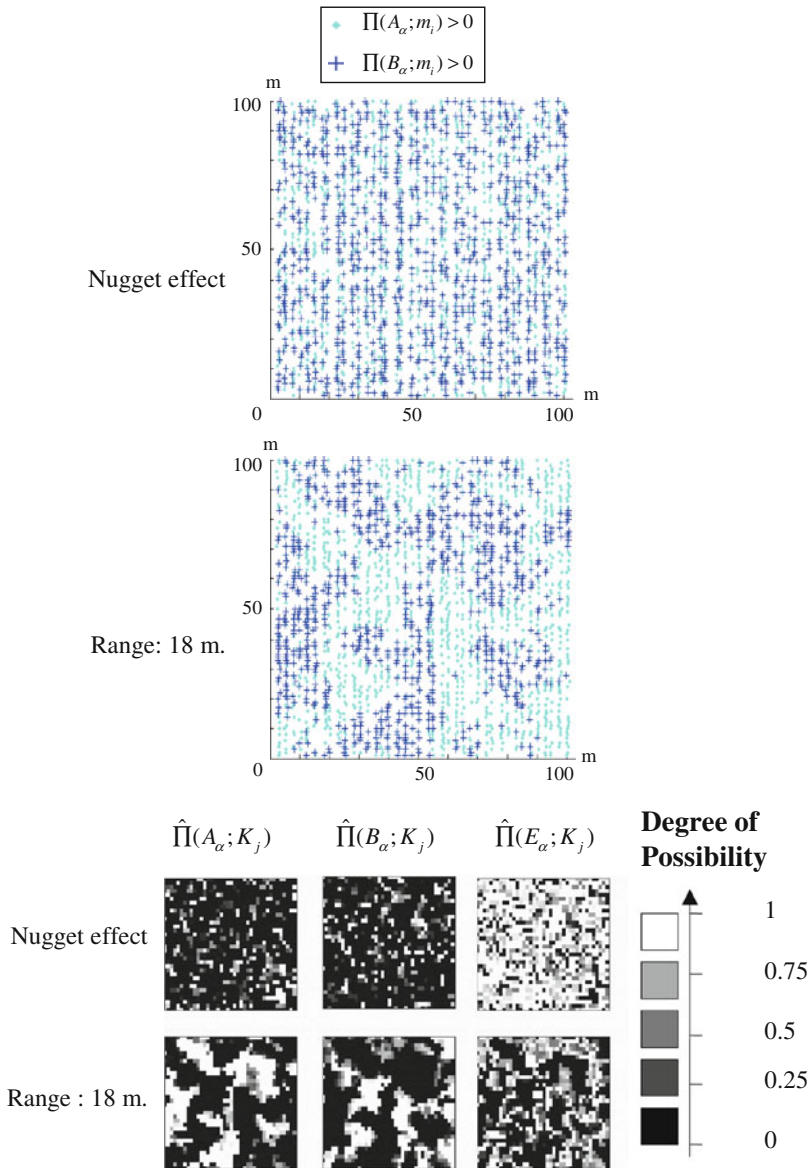 ∏(A_α; m_i) > 0
∏(B_α; m_i) > 0
m
100
50
Nugget effect
0
50
100
m
m
100
50
Range: 18 m.
0
50
100
m
∏̂(A_α; K_j)
∏̂(B_α; K_j)
∏̂(E_α; K_j)
Degree of
Possibility
Nugget effect
1
0.75
0.5
0.25
0
Range : 18 m.